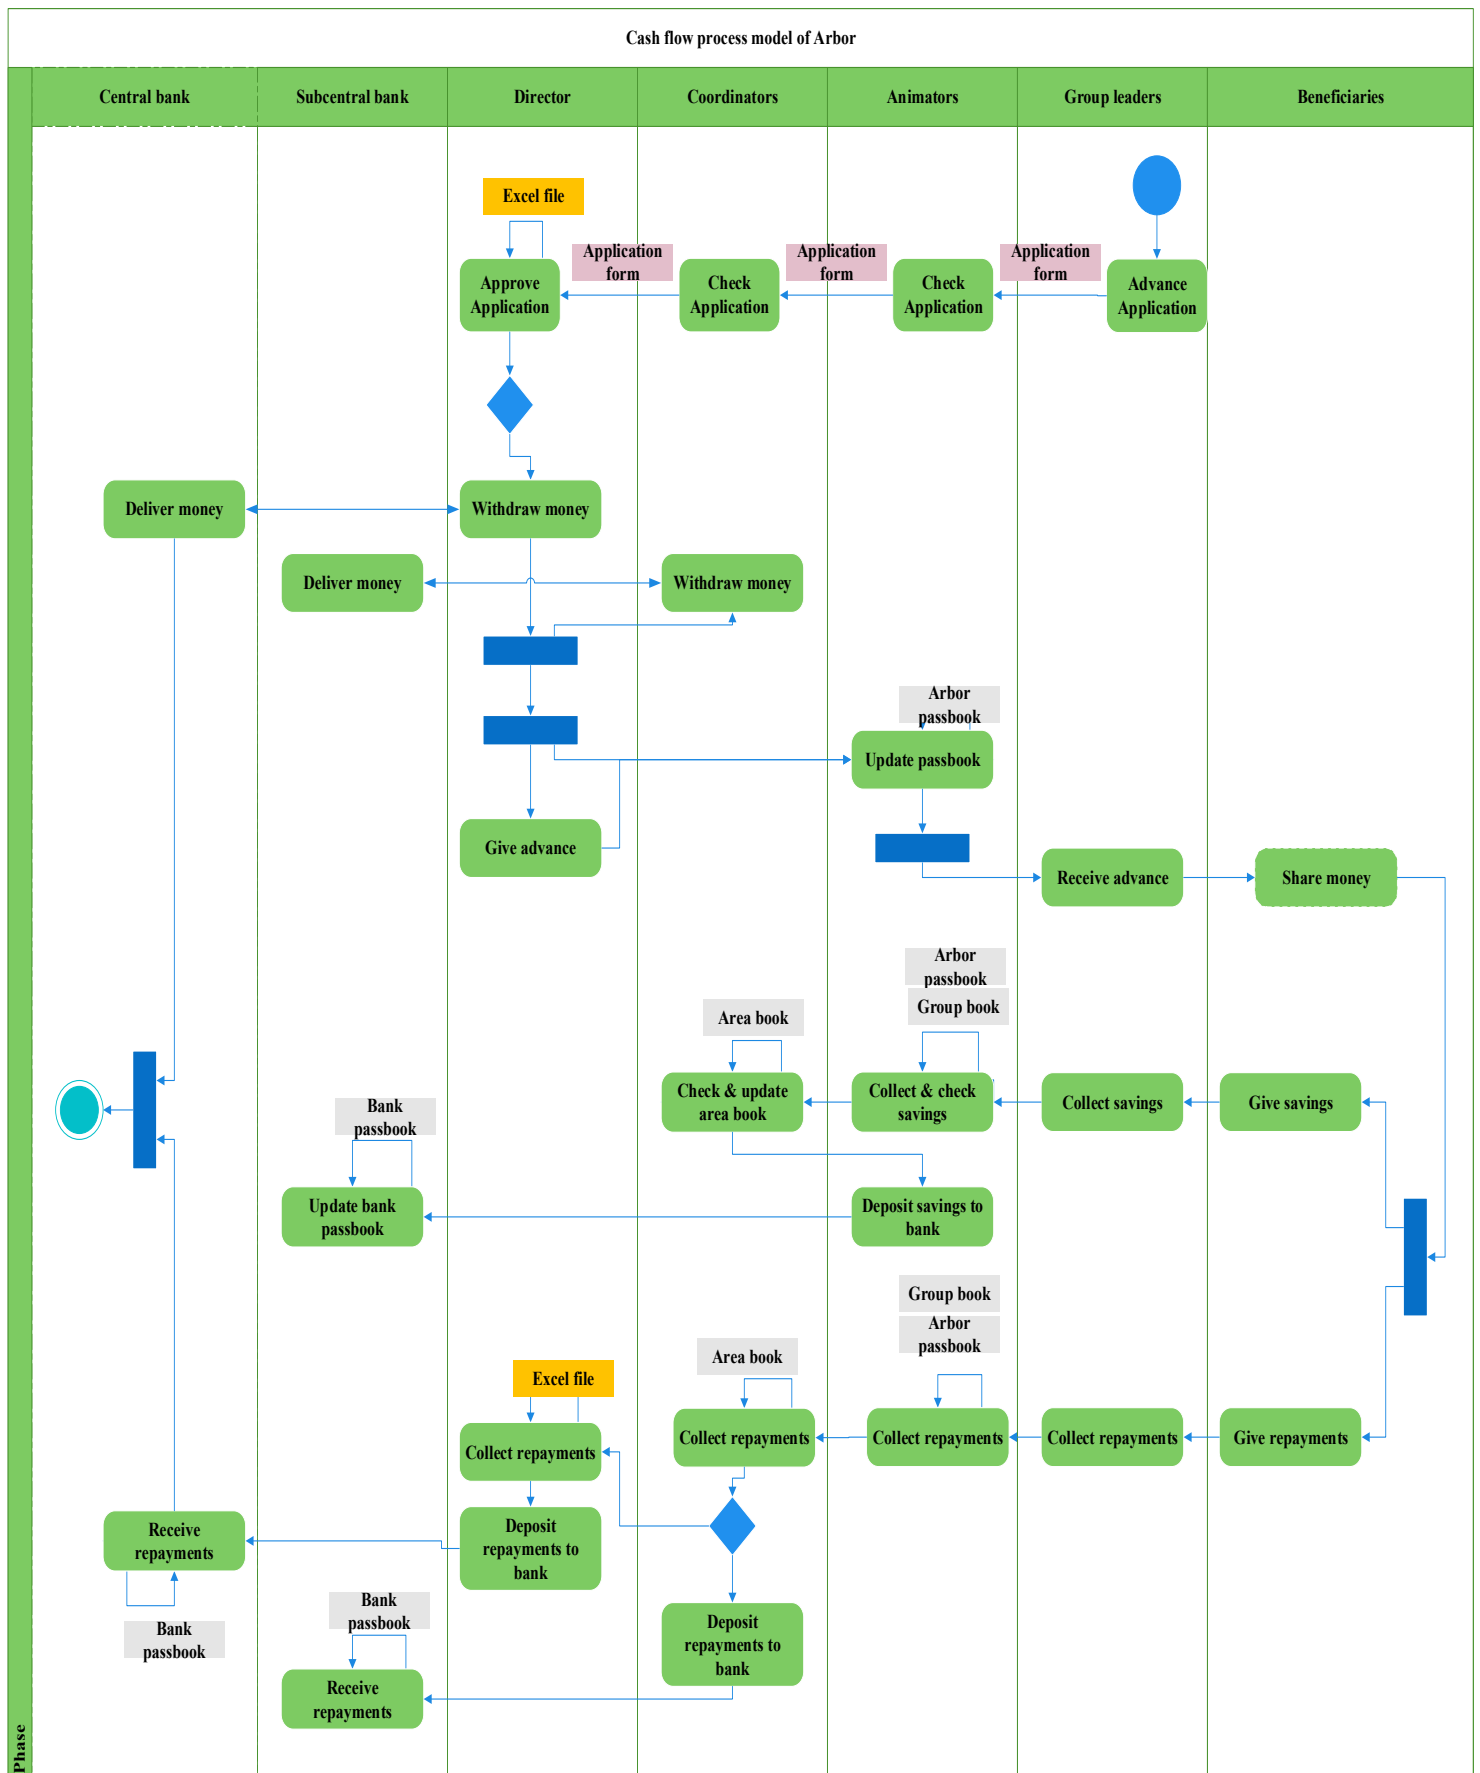 Cash flow process model of Arbor
Central bank
Subcentral bank
Director
Coordinators
Animators
Group leaders
Beneficiaries
Excel file
Application
form
Application
form
Application
form
Approve
Application
Check
Application
Check
Application
Advance
Application
Deliver money
Withdraw money
Deliver money
Withdraw money
Arbor
passbook
Update passbook
Give advance
Receive advance
Share money
Arbor
passbook
Group book
Area book
Check & update
area book
Collect & check
savings
Collect savings
Give savings
Bank
passbook
Update bank
passbook
Deposit savings to
bank
Group book
Arbor
passbook
Area book
Excel file
Collect repayments
Collect repayments
Collect repayments
Collect repayments
Give repayments
Receive
repayments
Deposit
repayments to
bank
Bank
passbook
Bank
passbook
Deposit
repayments to
bank
Receive
repayments
Phase